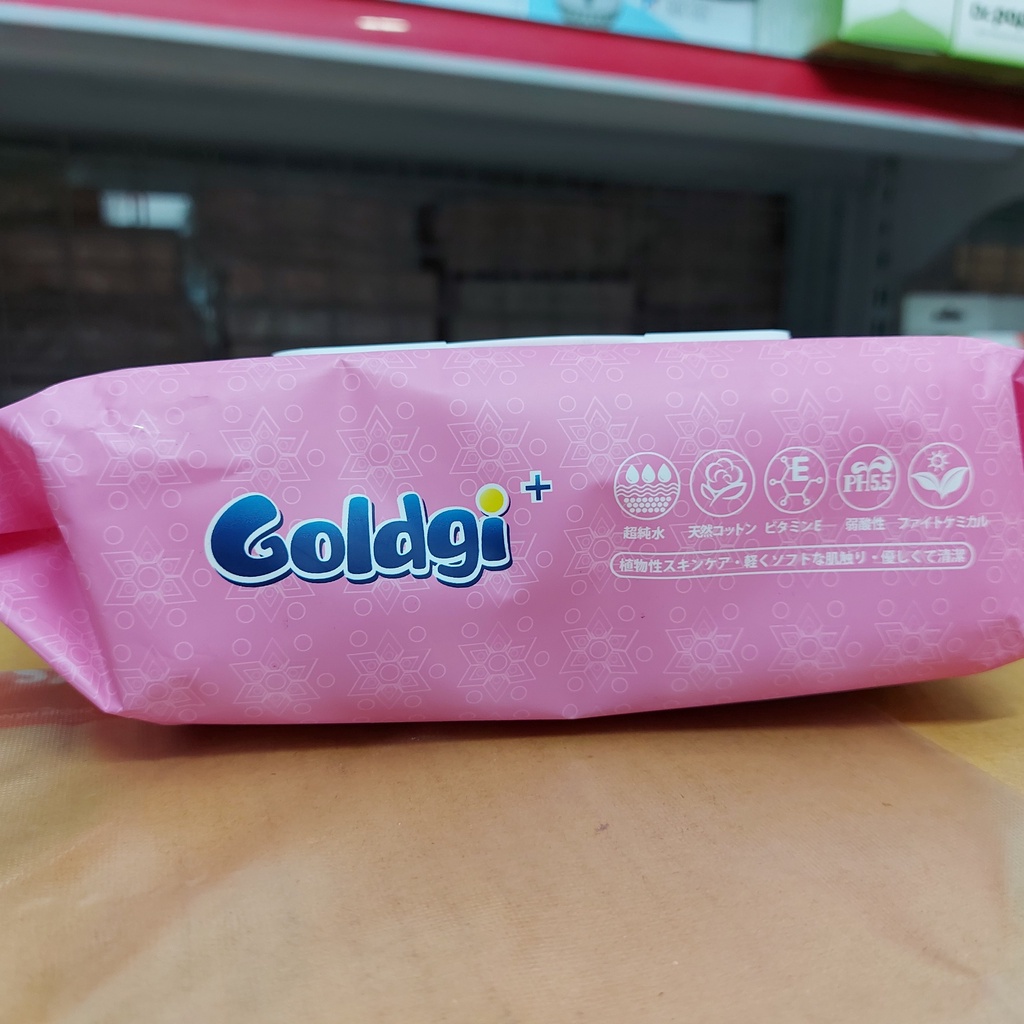 Goldgi+
E
PH5.5
超純水 天然コットン ビタミンE 弱酸性 ファイトケミカル
植物性スキンケア・軽くソフトな肌触り・優しくて清潔